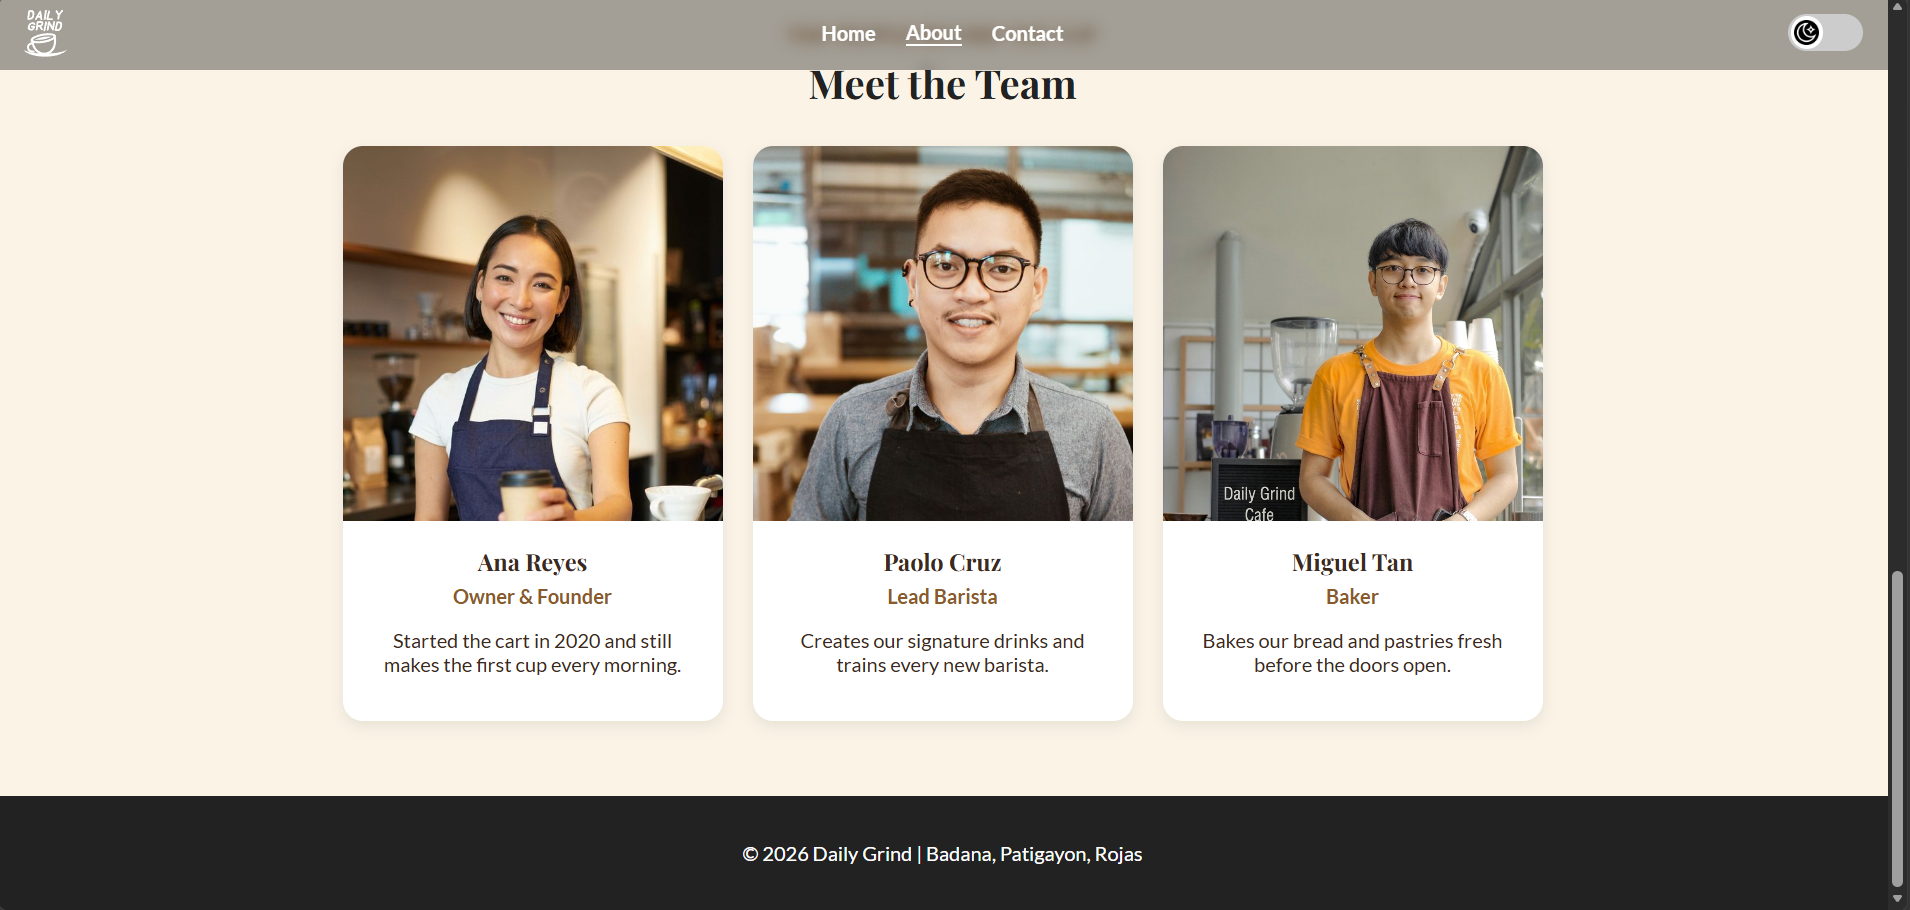 DAILY
GRIND
Home About Contact
Meet the Team
Daily Grind
Cafe
Ana Reyes
Owner & Founder
Started the cart in 2020 and still
makes the first cup every morning.
Paolo Cruz
Lead Barista
Creates our signature drinks and
trains every new barista.
Miguel Tan
Baker
Bakes our bread and pastries fresh
before the doors open.
© 2026 Daily Grind | Badana, Patigayon, Rojas